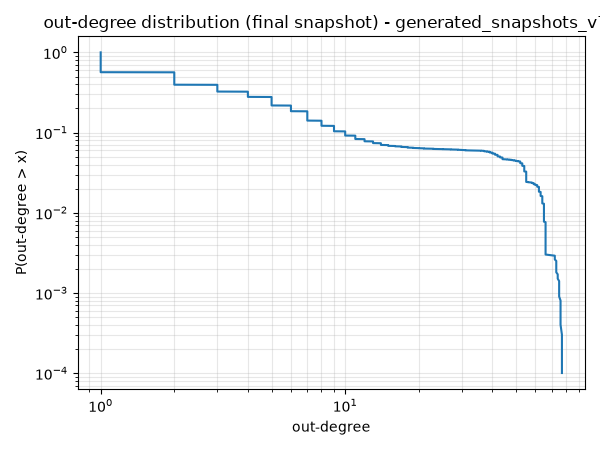 out-degree distribution (final snapshot) - generated_snapshots_v
10⁰
10⁻¹
10⁻²
10⁻³
10⁻⁴
P(out-degree > x)
10⁰ 10¹
out-degree